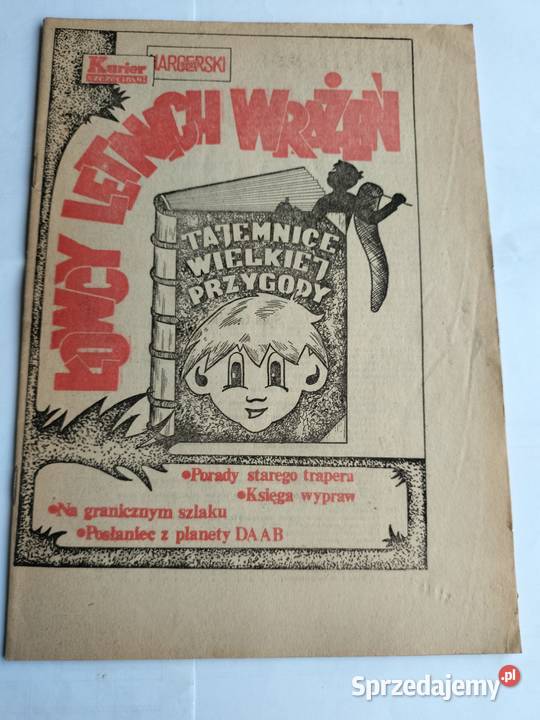 Kurier
SZCZECIŃSKI
HARCERSKI
ŁOWCY LETNICH WRAŻEŃ
TAJEMNICE
WIELKIEJ
PRZYGODY
•Porady starego trapera
•Księga wypraw
•Na granicznym szlaku
•Posłaniec z planety DAAB
Sprzedajemy.pl